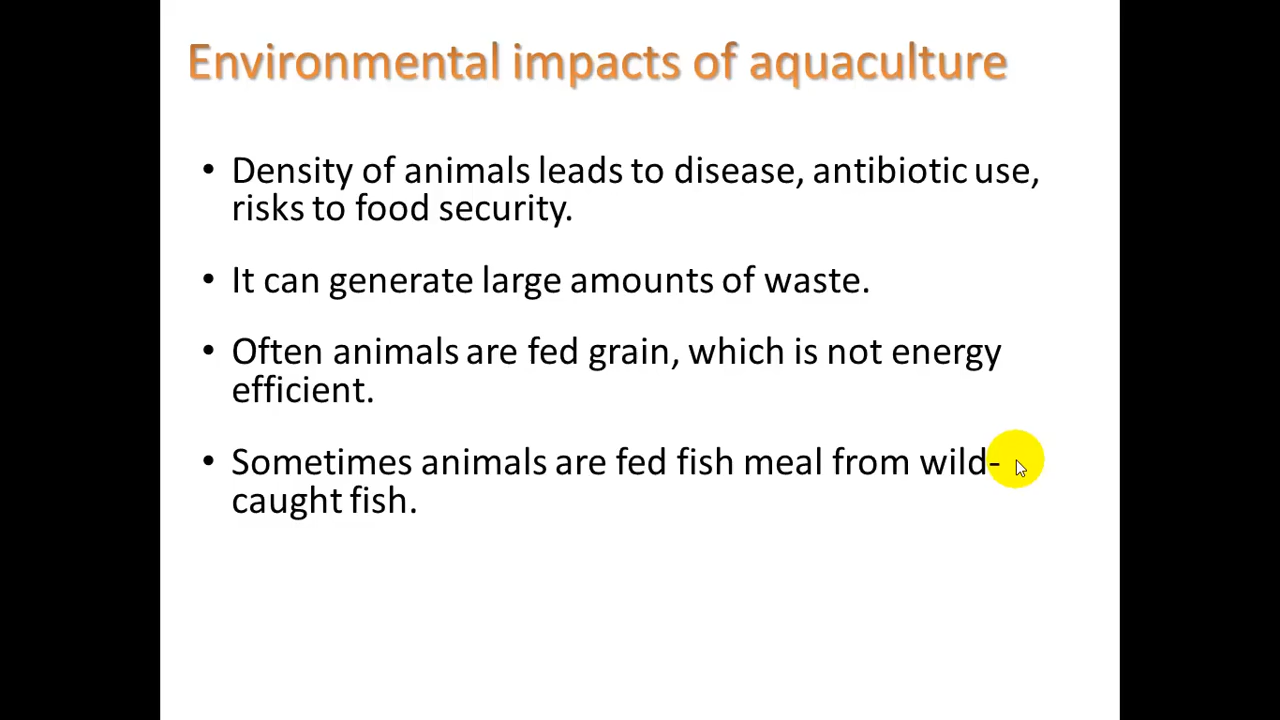 Environmental impacts of aquaculture
• Density of animals leads to disease, antibiotic use,
risks to food security.
• It can generate large amounts of waste.
• Often animals are fed grain, which is not energy
efficient.
• Sometimes animals are fed fish meal from wild-
caught fish.